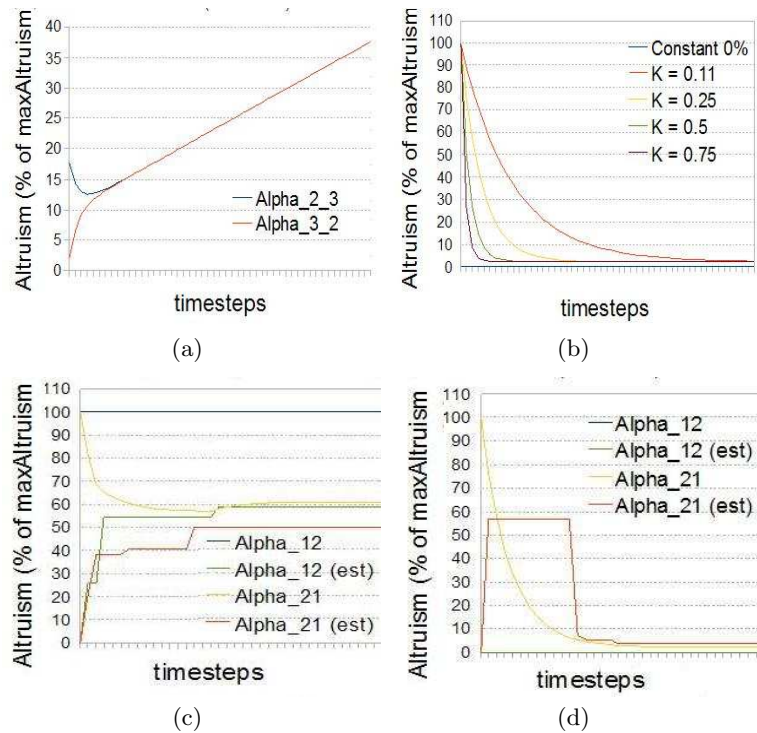 40
35
30
25
20
15
10
5
0
Altruism (% of maxAltruism
Alpha_2_3
Alpha_3_2
timesteps
(a)
110
100
90
80
70
60
50
40
30
20
10
0
Altruism (% of maxAltruism
Constant 0%
K = 0.11
K = 0.25
K = 0.5
K = 0.75
timesteps
(b)
110
100
90
80
70
60
50
40
30
20
10
0
Altruism (% of maxAltruism
Alpha_12
Alpha_12 (est)
Alpha_21
Alpha_21 (est)
timesteps
(c)
110
100
90
80
70
60
50
40
30
20
10
0
Altruism (% of maxAltruism
Alpha_12
Alpha_12 (est)
Alpha_21
Alpha_21 (est)
timesteps
(d)